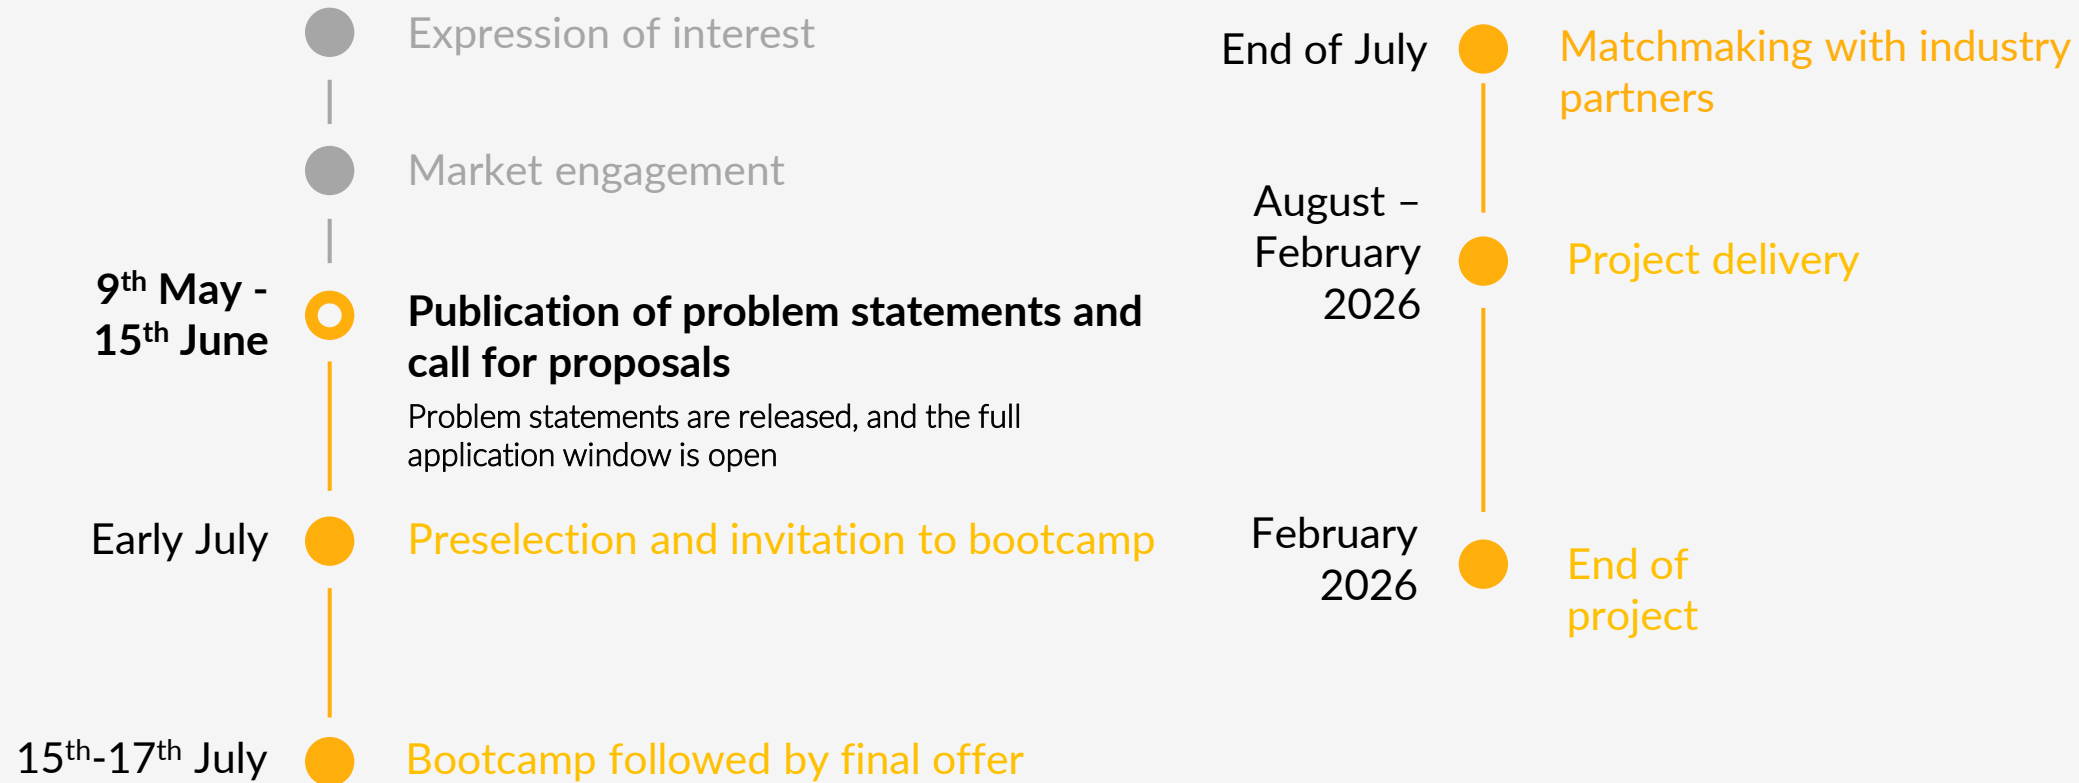 Expression of interest
Market engagement
9th May -
15th June
Publication of problem statements and
call for proposals
Problem statements are released, and the full
application window is open
Early July
Preselection and invitation to bootcamp
15th-17th July
Bootcamp followed by final offer
End of July
Matchmaking with industry
partners
August –
February
2026
Project delivery
February
2026
End of
project